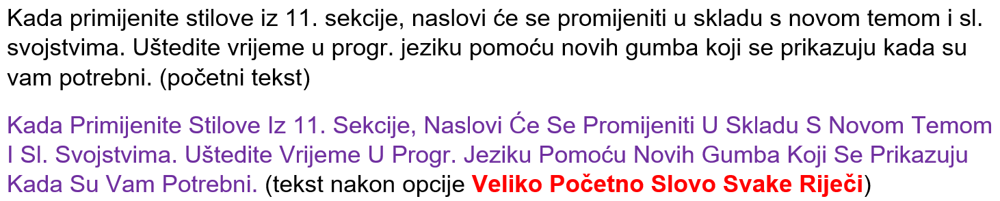 Kada primijenite stilove iz 11. sekcije, naslovi će se promijeniti u skladu s novom temom i sl.
svojstvima. Uštedite vrijeme u progr. jeziku pomoću novih gumba koji se prikazuju kada su
vam potrebni. (početni tekst)
Kada Primijenite Stilove Iz 11. Sekcije, Naslovi Će Se Promijeniti U Skladu S Novom Temom
I Sl. Svojstvima. Uštedite Vrijeme U Progr. Jeziku Pomoću Novih Gumba Koji Se Prikazuju
Kada Su Vam Potrebni. (tekst nakon opcije Veliko Početno Slovo Svake Riječi)